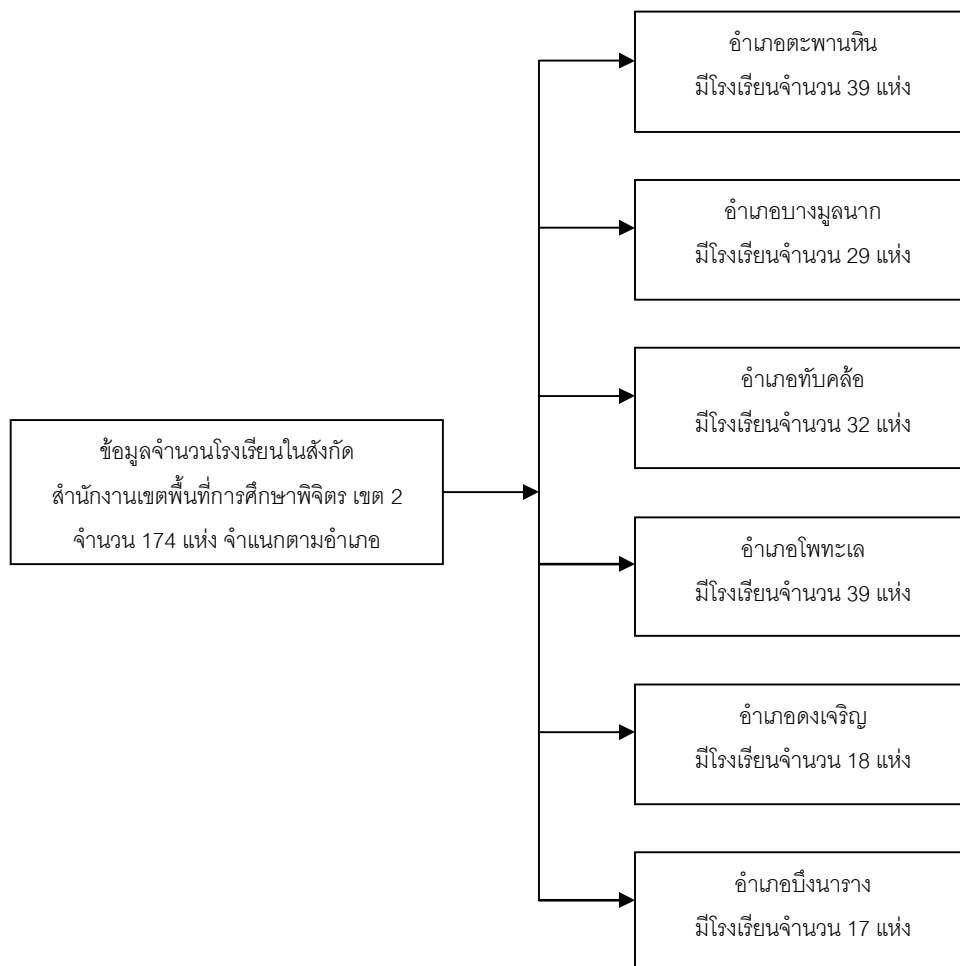 อำเภอตะพานหิน
มีโรงเรียนจำนวน 39 แห่ง
อำเภอบางมูลนาก
มีโรงเรียนจำนวน 29 แห่ง
อำเภอทับคล้อ
มีโรงเรียนจำนวน 32 แห่ง
ข้อมูลจำนวนโรงเรียนในสังกัด
สำนักงานเขตพื้นที่การศึกษาพิจิตร เขต 2
จำนวน 174 แห่ง จำแนกตามอำเภอ
อำเภอโพทะเล
มีโรงเรียนจำนวน 39 แห่ง
อำเภอดงเจริญ
มีโรงเรียนจำนวน 18 แห่ง
อำเภอบึงนาราง
มีโรงเรียนจำนวน 17 แห่ง